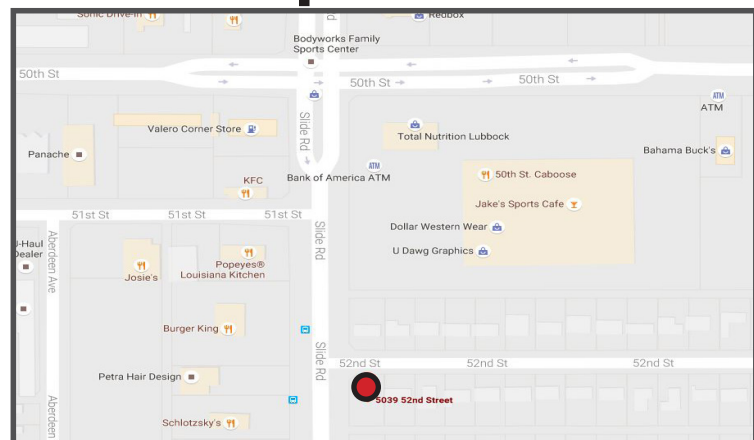 Sonic Drive-In
Rd
Redbox
Bodyworks Family
Sports Center
50th St
50th St
50th St
ATM
ATM
Valero Corner Store
Slide Rd
Total Nutrition Lubbock
Panache
Bahama Buck's
ATM
Bank of America ATM
KFC
50th St. Caboose
Jake's Sports Cafe
51st St
51st St
51st St
Slide Rd
Dollar Western Wear
U Dawg Graphics
Aberdeen Ave
U-Haul
Dealer
Josie's
Popeyes®
Louisiana Kitchen
Burger King
Slide Rd
52nd St
52nd St
52nd St
Petra Hair Design
5039 52nd Street
Aberdeen
Schlotzsky's